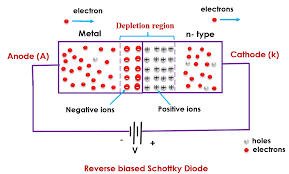 electron
electrons
Depletion region
Metal
n- type
Anode (A)
Cathode (k)
Negative ions
Positive ions
- +
V
holes
electrons
Reverse biased Schottky Diode